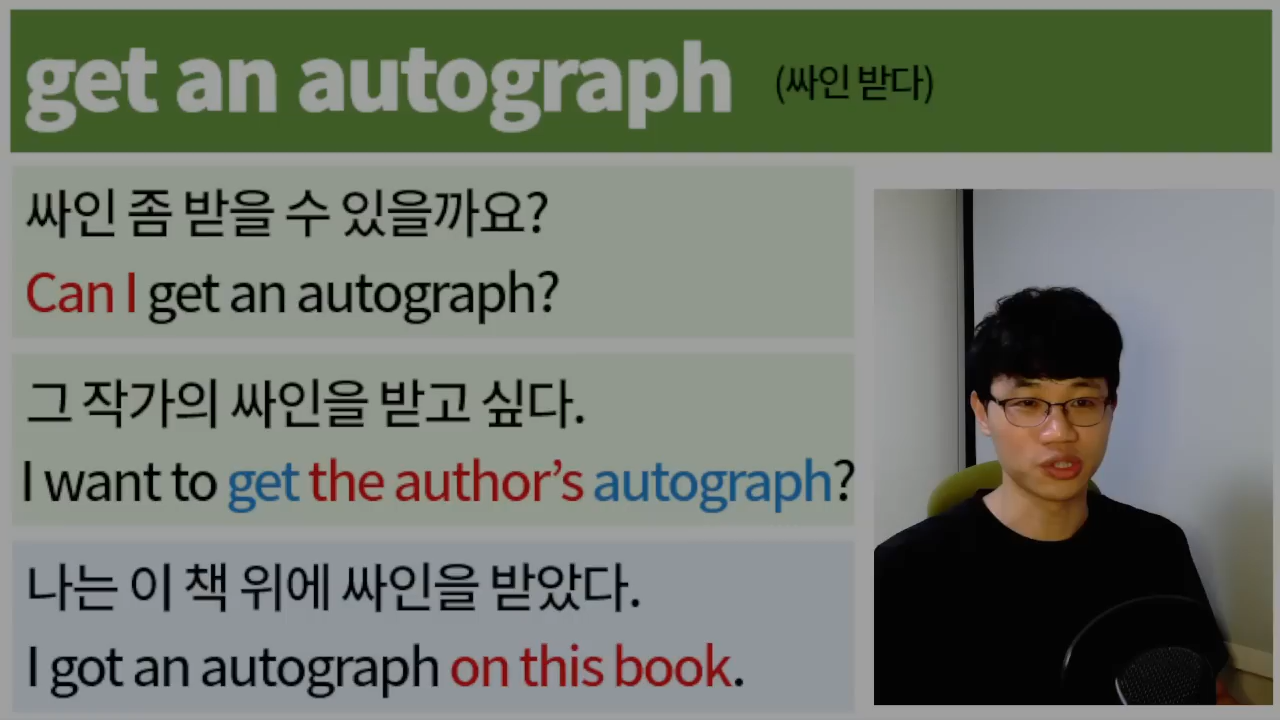 get an autograph (싸인 받다)
싸인 좀 받을 수 있을까요?
Can I get an autograph?
그 작가의 싸인을 받고 싶다.
I want to get the author’s autograph?
나는 이 책 위에 싸인을 받았다.
I got an autograph on this book.